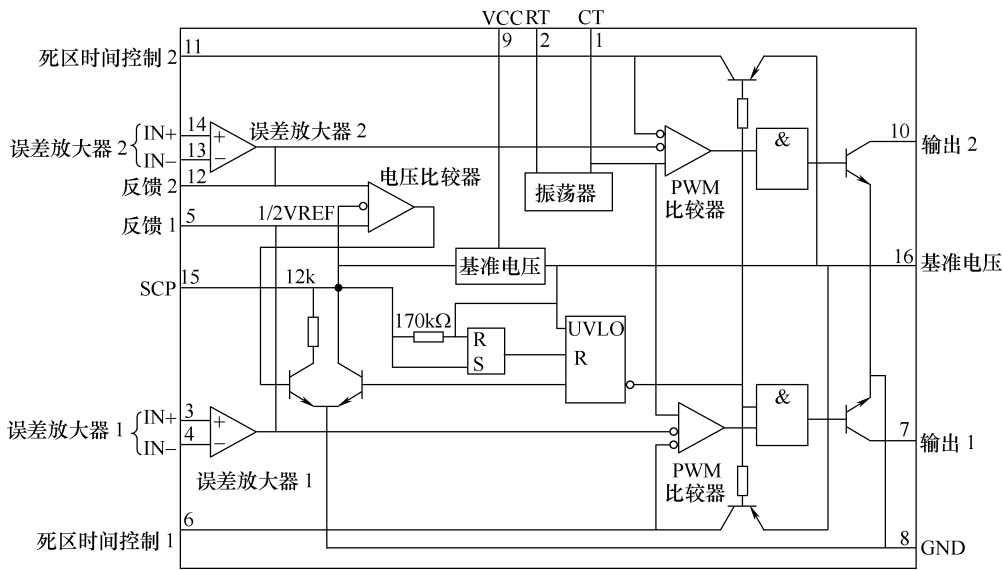 VCC RT CT
9 2 1
死区时间控制 2 11
误差放大器 2 IN+ 14
IN− 13
+
−
误差放大器 2
反馈 2 12
电压比较器
反馈 1 5
1/2VREF
振荡器
PWM
比较器
&
10 输出 2
基准电压
16 基准电压
SCP 15
12k
170kΩ
R
S
UVLO
R
误差放大器 1 IN+ 3
IN− 4
+
−
误差放大器 1
PWM
比较器
&
7 输出 1
死区时间控制 1 6
8 GND